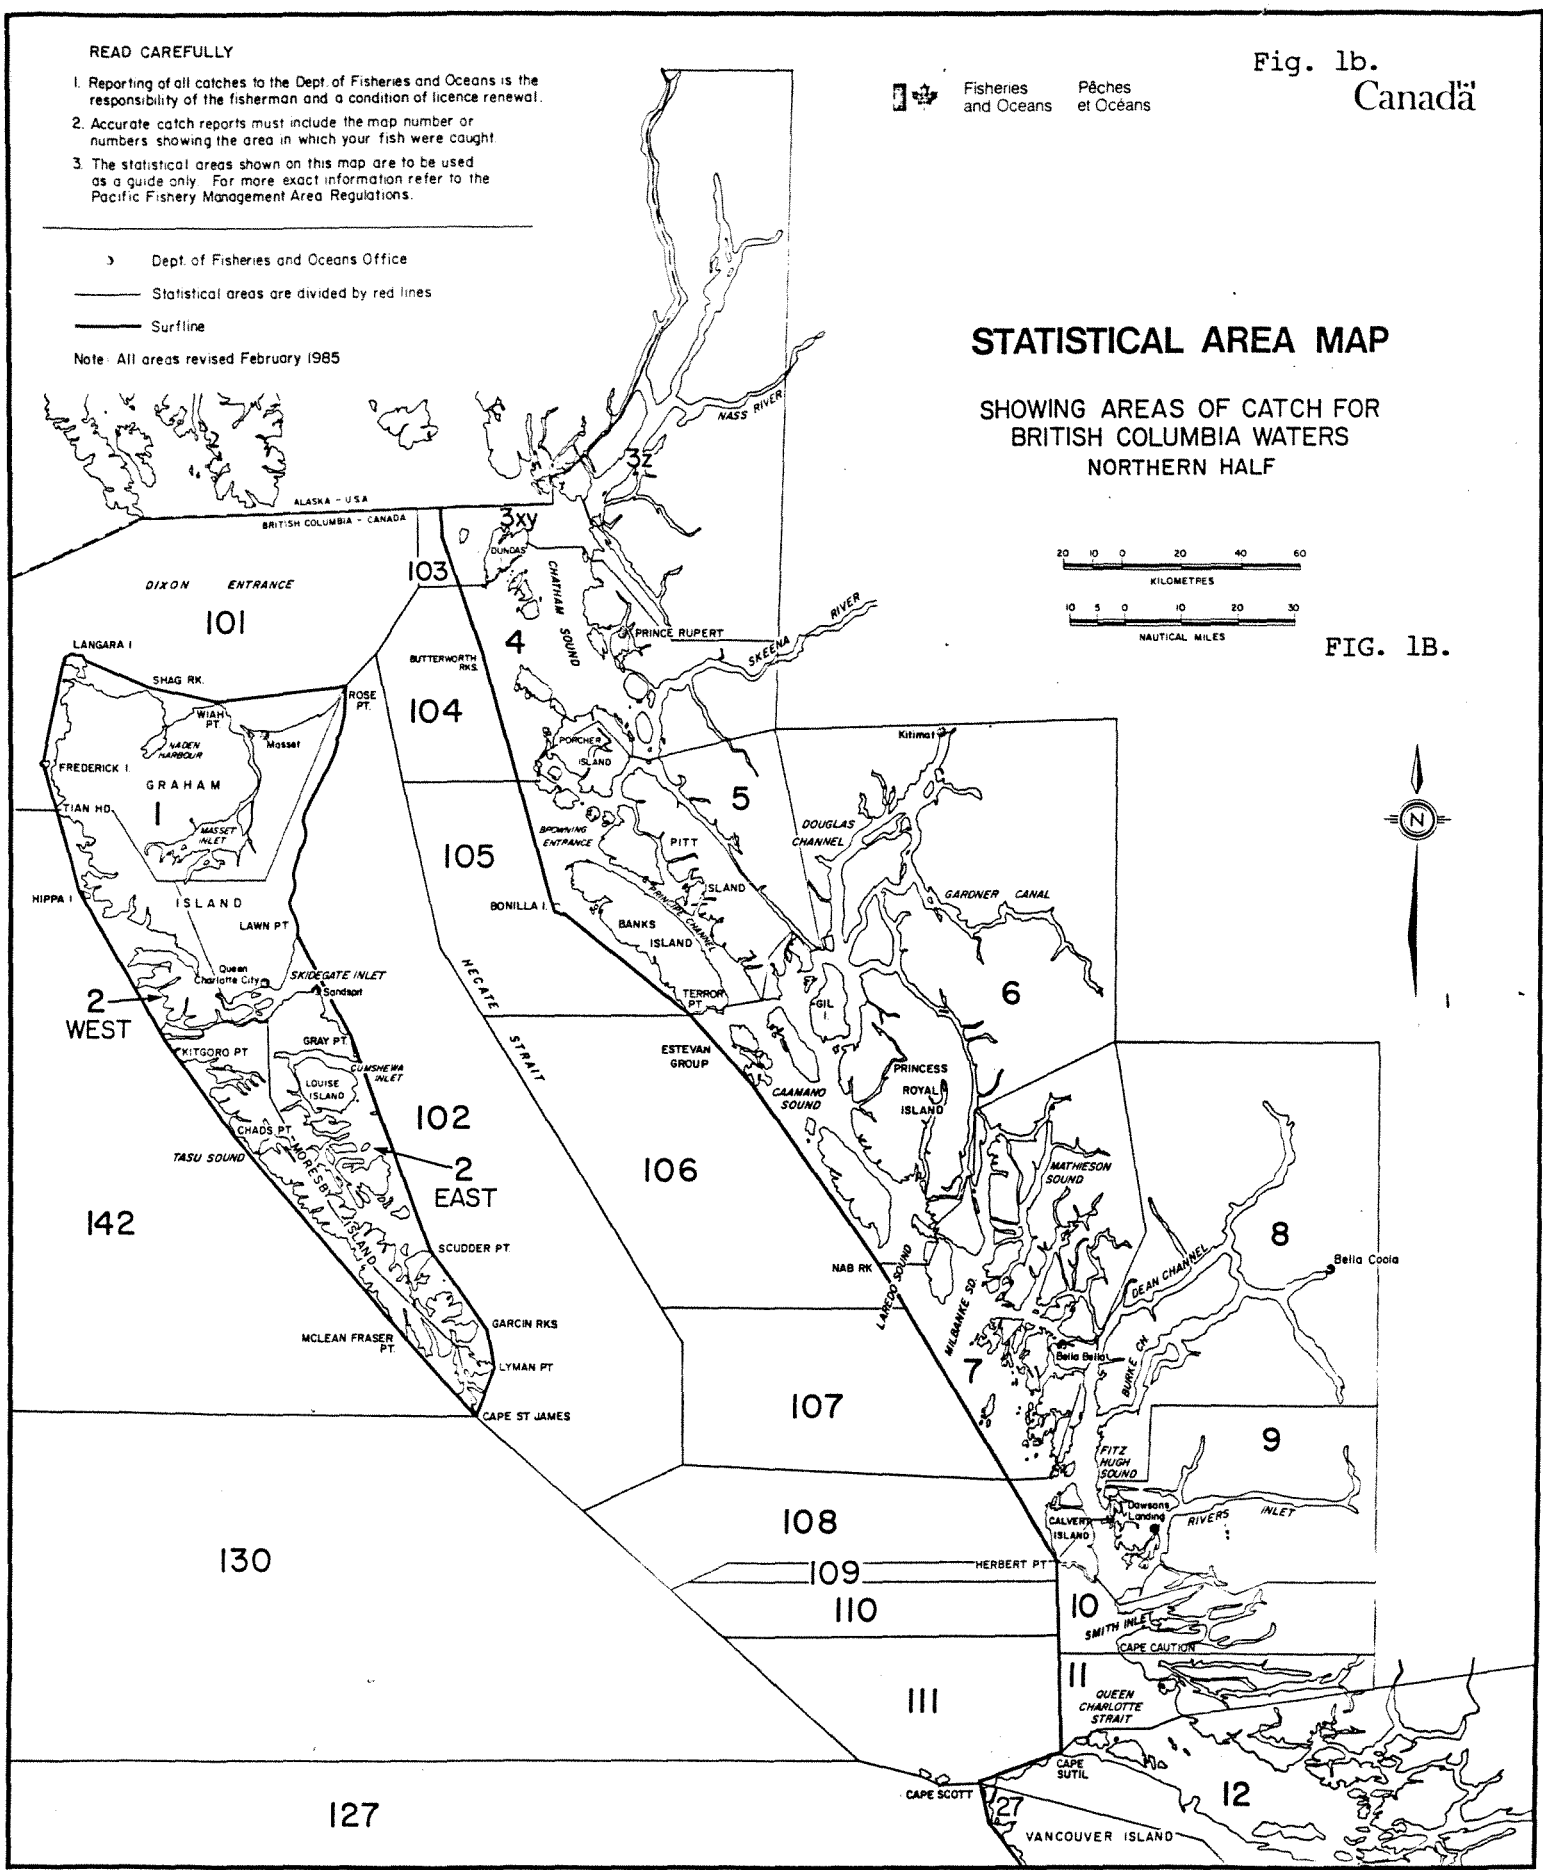 Fig. 1b.
READ CAREFULLY
1. Reporting of all catches to the Dept. of Fisheries and Oceans is the
responsibility of the fisherman and a condition of licence renewal.
2. Accurate catch reports must include the map number or
numbers showing the area in which your fish were caught.
3. The statistical areas shown on this map are to be used
as a guide only. For more exact information refer to the
Pacific Fishery Management Area Regulations.
Dept. of Fisheries and Oceans Office
Statistical areas are divided by red lines
Surfline
Note: All areas revised February 1985
Fisheries
and Oceans
Pêches
et Océans
Canada
STATISTICAL AREA MAP
SHOWING AREAS OF CATCH FOR
BRITISH COLUMBIA WATERS
NORTHERN HALF
20 10 0 20 40 60
KILOMETRES
10 5 0 10 20 30
NAUTICAL MILES
FIG. 1B.
N
NASS RIVER
3z
ALASKA - U.S.A
BRITISH COLUMBIA - CANADA
3xy
DUNDAS
103
DIXON ENTRANCE
101
CHATHAM SOUND
4
PRINCE RUPERT
SKEENA RIVER
LANGARA I
SHAG RK.
BUTTERWORTH
RKS.
ROSE
PT.
104
WIAH
PT.
Masset
NADEN
HARBOUR
FREDERICK I.
GRAHAM
1
TIAN HD.
MASSET
INLET
PORCHER
ISLAND
Kitimat
5
DOUGLAS
CHANNEL
BROWNING
ENTRANCE
PITT
ISLAND
105
HIPPA I
ISLAND
LAWN PT
BONILLA I.
PRINCIPE CHANNEL
BANKS
ISLAND
GARDNER CANAL
Queen
Charlotte City
SKIDEGATE INLET
Sandspit
HECATE STRAIT
TERROR
PT
GIL
I
6
2
WEST
KITGORO PT
GRAY PT.
CUMSHEWA
INLET
LOUISE
ISLAND
ESTEVAN
GROUP
CAAMANO
SOUND
PRINCESS
ROYAL
ISLAND
102
CHADS PT
TASU SOUND
MORESBY ISLAND
2
EAST
106
MATHIESON
SOUND
142
SCUDDER PT
NAB RK
LAREDO SOUND
MILBANKE SD.
DEAN CHANNEL
8
Bella Coola
GARCIN RKS
MCLEAN FRASER
PT.
LYMAN PT
7
Bella Bella
BURKE CH.
CAPE ST JAMES
107
FITZ
HUGH
SOUND
9
108
CALVERT
ISLAND
Dawsons
Landing
RIVERS INLET
130
109
HERBERT PT
110
10
SMITH INLET
CAPE CAUTION
111
11
QUEEN
CHARLOTTE
STRAIT
CAPE
SUTIL
CAPE SCOTT
12
127
27
VANCOUVER ISLAND